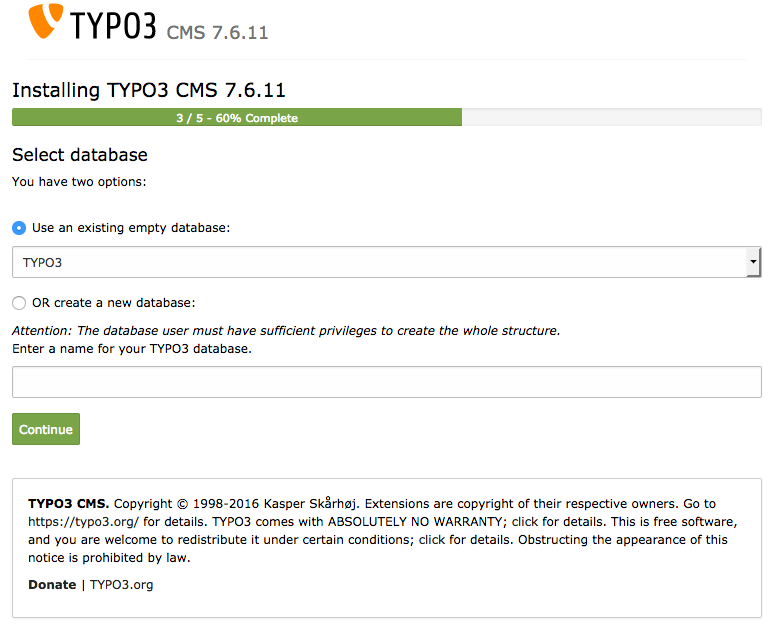 TYPO3 CMS 7.6.11
Installing TYPO3 CMS 7.6.11
3 / 5 - 60% Complete
Select database
You have two options:
Use an existing empty database:
TYPO3
OR create a new database:
Attention: The database user must have sufficient privileges to create the whole structure.
Enter a name for your TYPO3 database.
Continue
TYPO3 CMS. Copyright © 1998-2016 Kasper Skårhøj. Extensions are copyright of their respective owners. Go to
https://typo3.org/ for details. TYPO3 comes with ABSOLUTELY NO WARRANTY; click for details. This is free software,
and you are welcome to redistribute it under certain conditions; click for details. Obstructing the appearance of this
notice is prohibited by law.
Donate | TYPO3.org